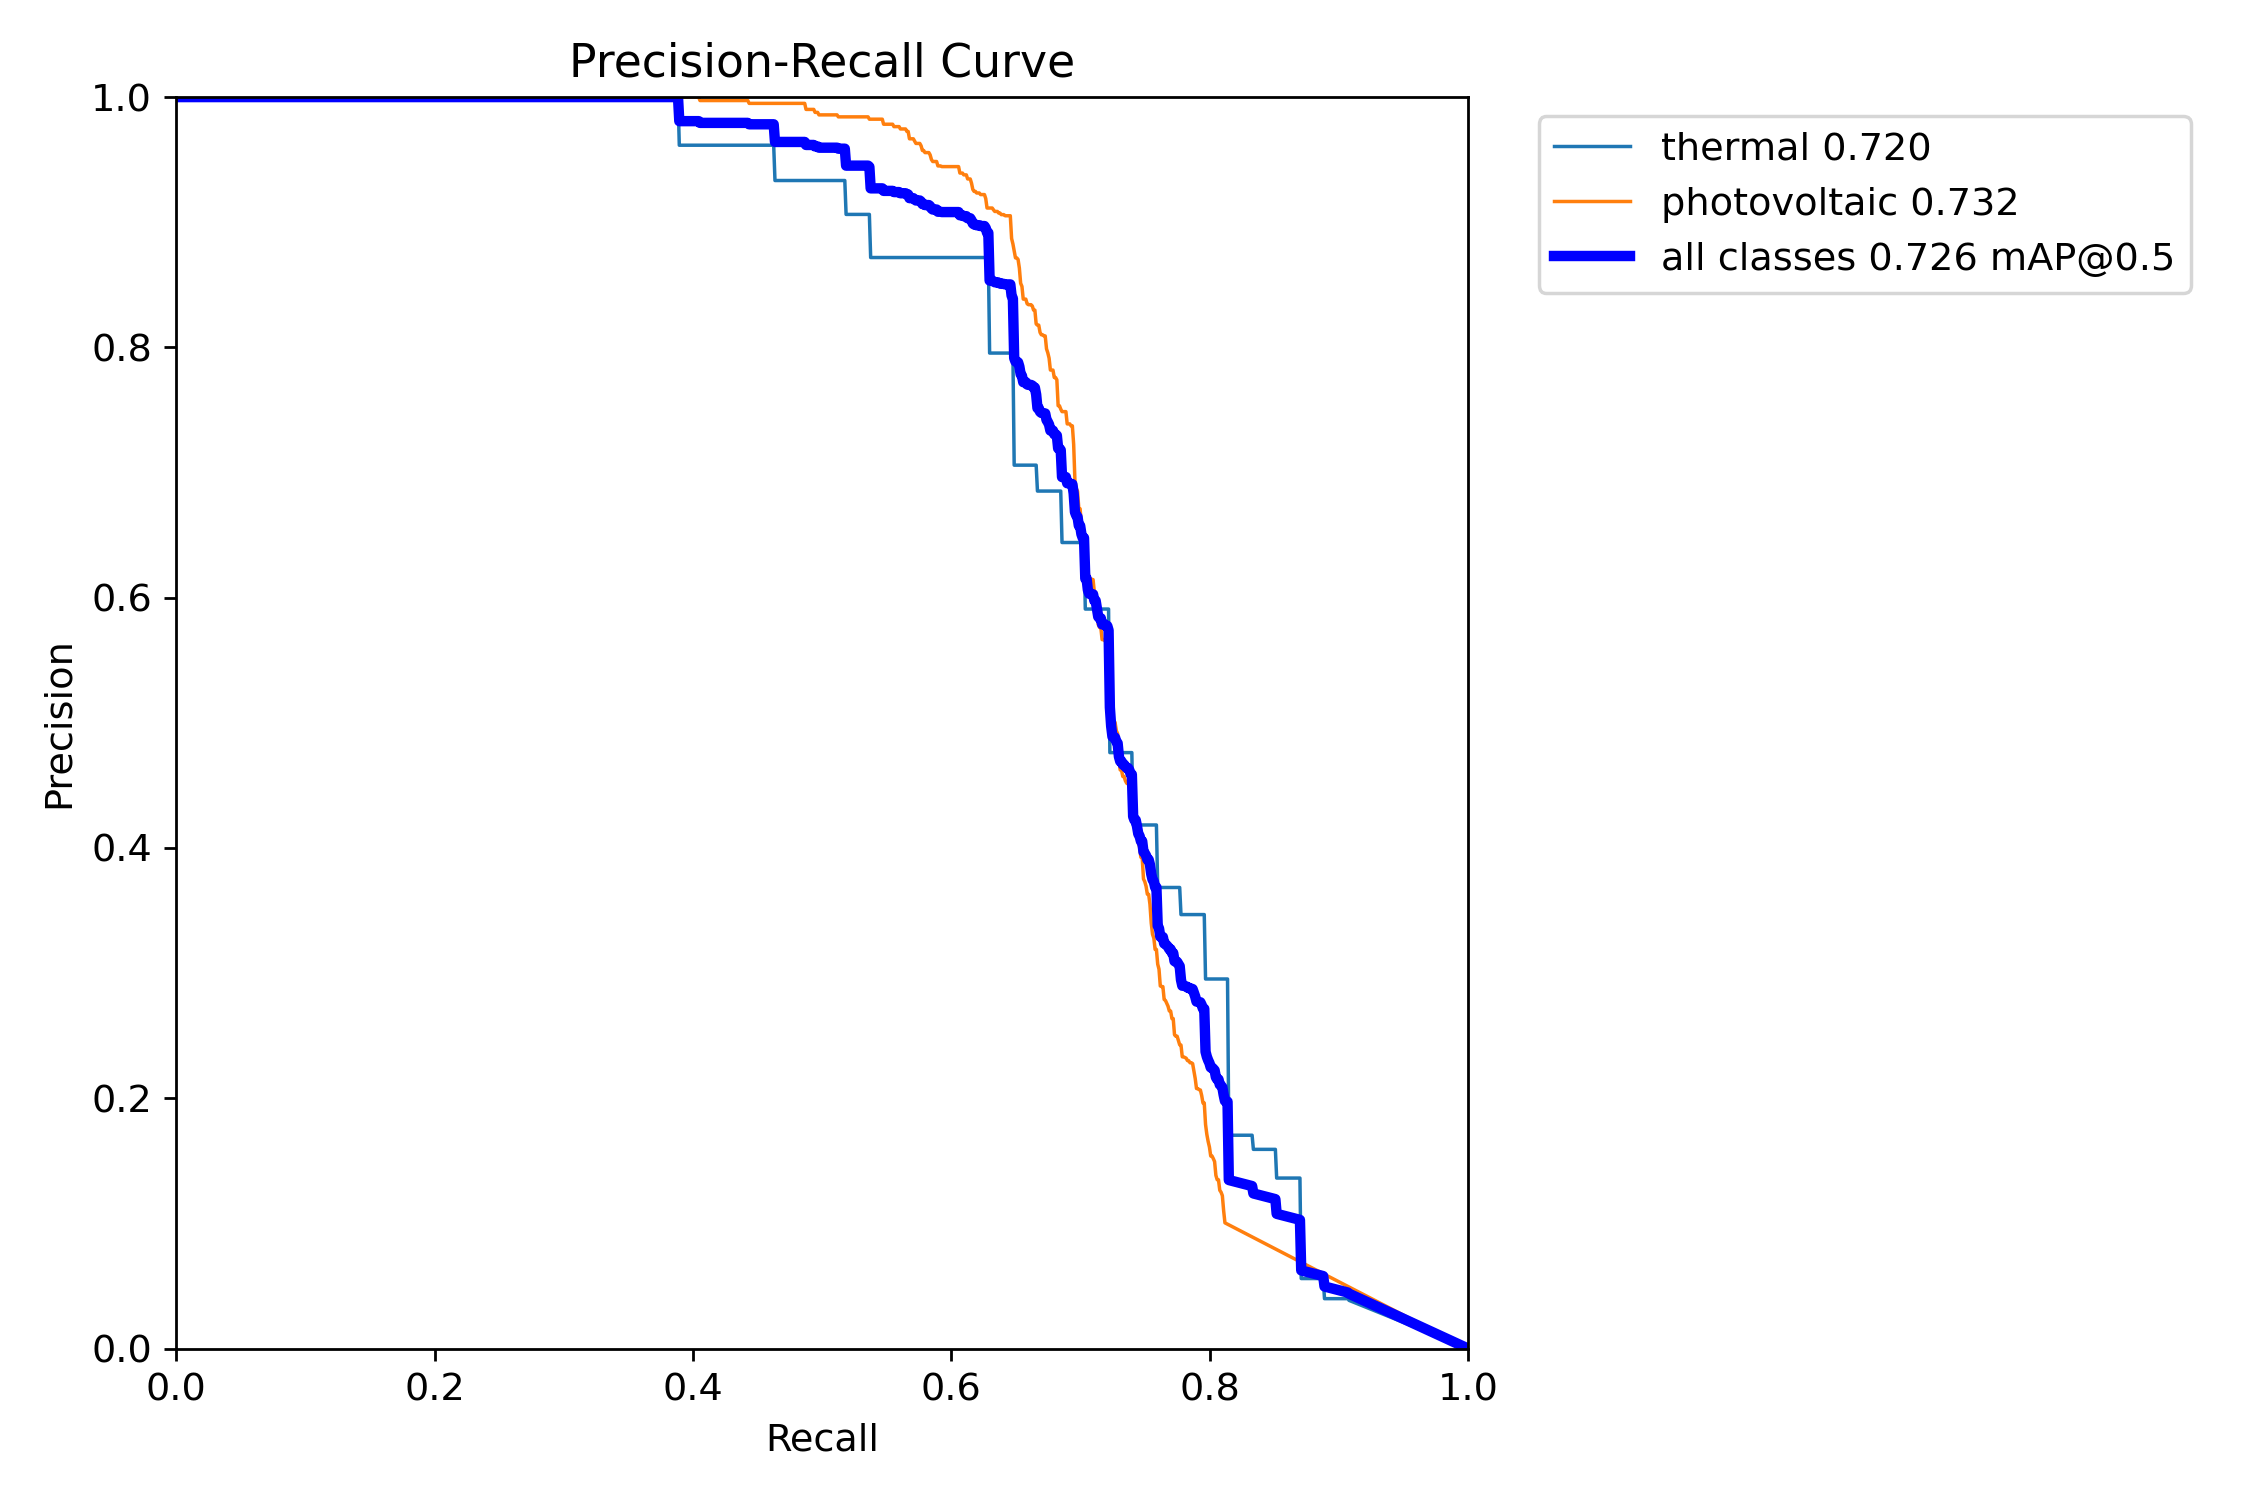 Precision-Recall Curve
1.0
0.8
0.6
0.4
0.2
0.0
Precision
0.0 0.2 0.4 0.6 0.8 1.0
Recall
thermal 0.720
photovoltaic 0.732
all classes 0.726 mAP@0.5